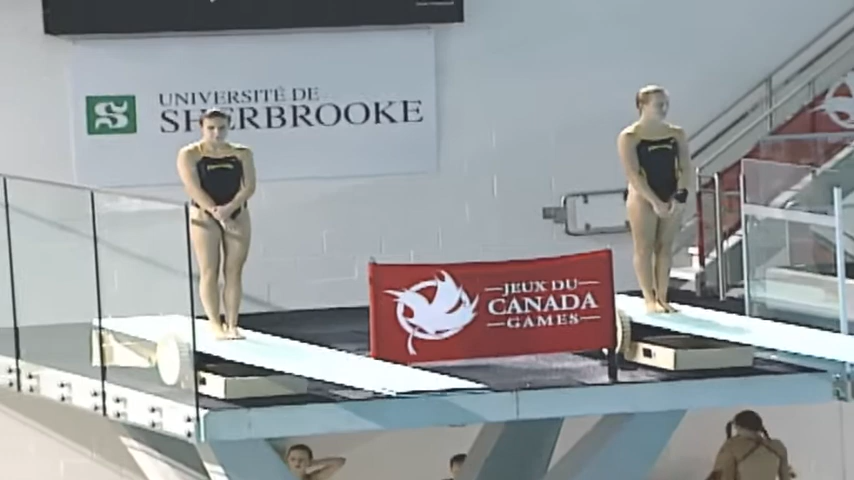 UNIVERSITÉ DE
SHERBROOKE
JEUX DU
CANADA
GAMES